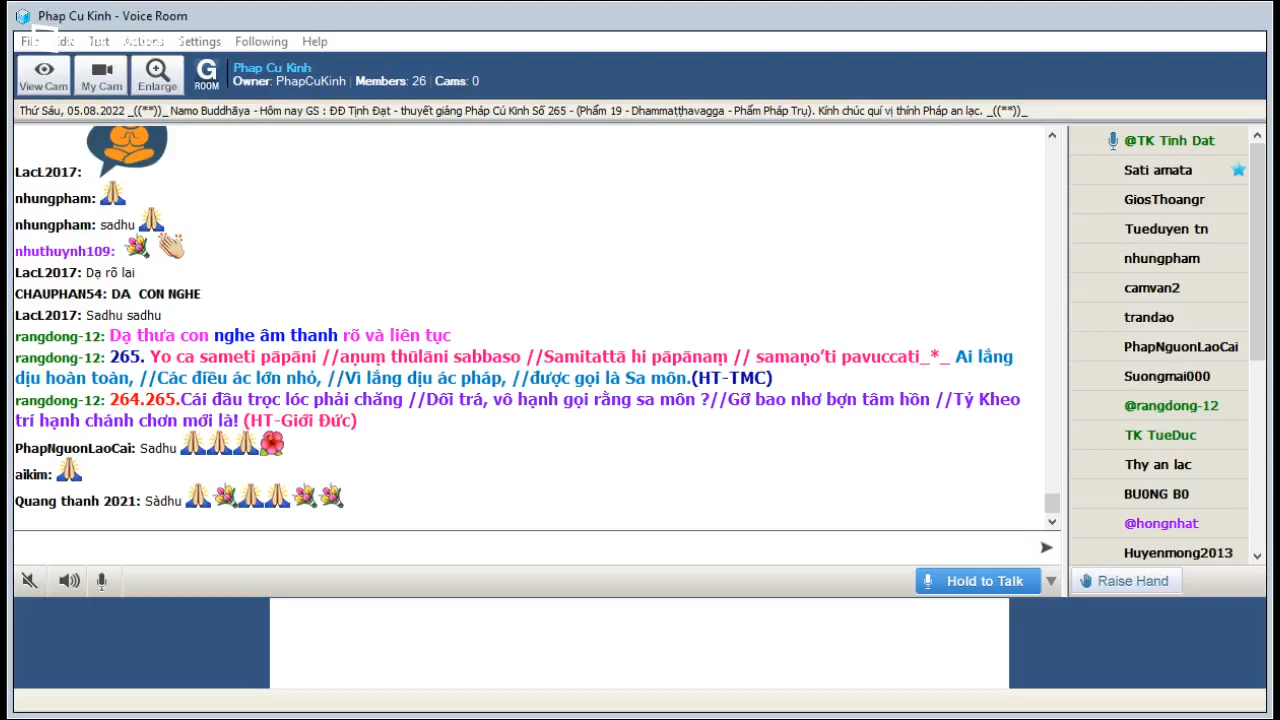 Phap Cu Kinh - Voice Room
Text Actions Settings Following Help
View Cam My Cam Enlarge G ROOM
Phap Cu Kinh
Owner: PhapCuKinh | Members: 26 | Cams: 0
Thứ Sáu, 05.08.2022 _((**))_ Namo Buddhāya - Hôm nay GS : ĐĐ Tịnh Đạt - thuyết giảng Pháp Cú Kinh Số 265 - (Phẩm 19 - Dhammaṭṭhavagga - Phẩm Pháp Trụ). Kính chúc quí vị thính Pháp an lạc. _((**))_
LacL2017:
nhungpham:
nhungpham: sadhu
nhuthuynh109:
LacL2017: Dạ rõ lai
CHAUPHAN54: DA CON NGHE
LacL2017: Sadhu sadhu
rangdong-12: Dạ thưa con nghe âm thanh rõ và liên tục
rangdong-12: 265. Yo ca sameti pāpāni //aṇuṃ thūlāni sabbaso //Samitattā hi pāpānaṃ // samaṇo’ti pavuccati_*_ Ai lắng
dịu hoàn toàn, //Các điều ác lớn nhỏ, //Vì lắng dịu ác pháp, //được gọi là Sa môn.(HT-TMC)
rangdong-12: 264.265.Cái đầu trọc lóc phải chăng //Dối trá, vô hạnh gọi rằng sa môn ?//Gỡ bao nhơ bợn tâm hồn //Tỷ Kheo
trí hạnh chánh chơn mới là! (HT-Giới Đức)
PhapNguonLaoCai: Sadhu
aikim:
Quang thanh 2021: Sàdhu
@TK Tinh Dat
Sati amata
GiosThoangr
Tueduyen tn
nhungpham
camvan2
trandao
PhapNguonLaoCai
Suongmai000
@rangdong-12
TK TueDuc
Thy an lac
BU0NG B0
@hongnhat
Huyenmong2013
Hold to Talk
Raise Hand